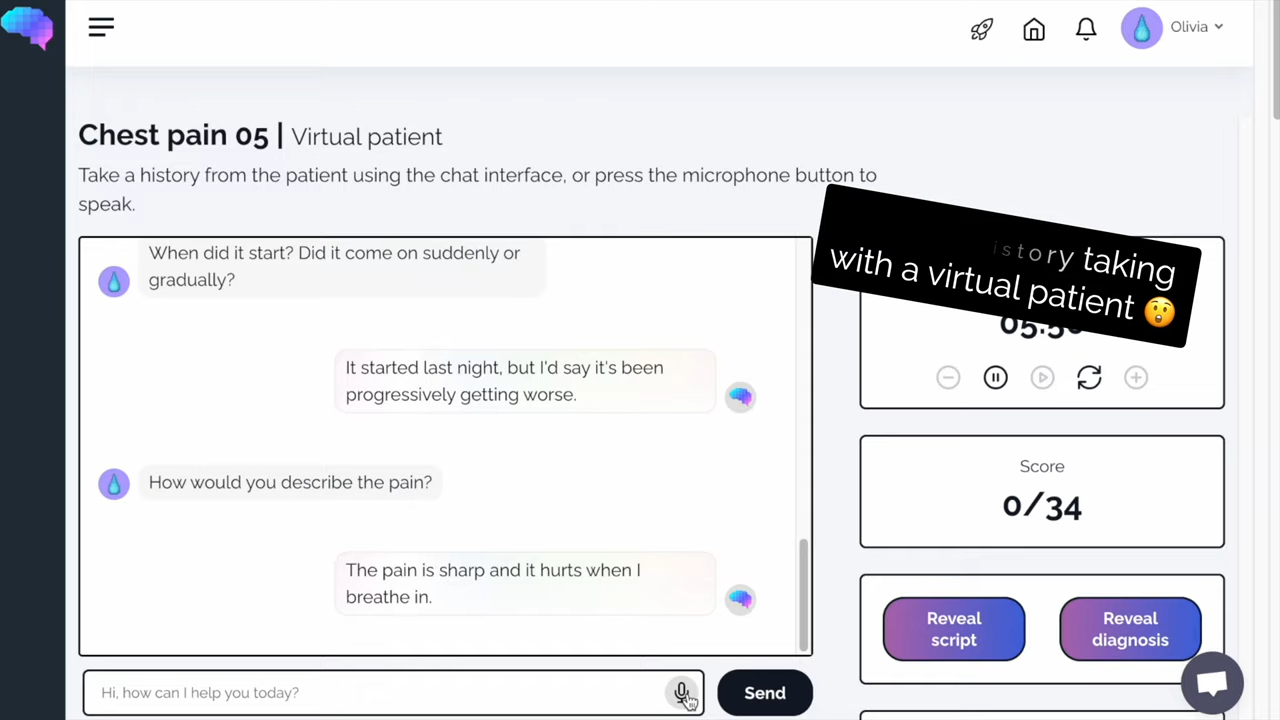 Olivia
Chest pain 05 | Virtual patient
Take a history from the patient using the chat interface, or press the microphone button to
speak.
When did it start? Did it come on suddenly or
gradually?
It started last night, but I'd say it's been
progressively getting worse.
How would you describe the pain?
The pain is sharp and it hurts when I
breathe in.
Hi, how can I help you today?
Send
istory taking
with a virtual patient 😲
Score
0/34
Reveal
script
Reveal
diagnosis